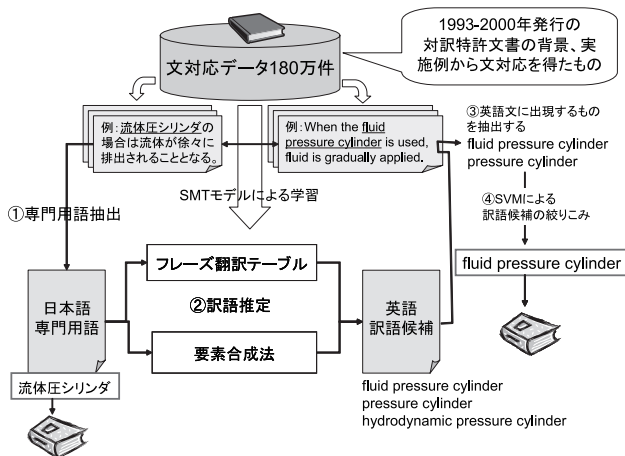 1993-2000年発行の
対訳特許文書の背景、実
施例から文対応を得たもの
文対応データ180万件
例：流体圧シリンダの
場合は流体が徐々に
排出されることとなる。
例：When the fluid
pressure cylinder is used,
fluid is gradually applied.
③英語文に出現するもの
を抽出する
fluid pressure cylinder
pressure cylinder
SMTモデルによる学習
①専門用語抽出
④SVMによる
訳語候補の絞りこみ
fluid pressure cylinder
フレーズ翻訳テーブル
日本語
専門用語
②訳語推定
英語
訳語候補
要素合成法
流体圧シリンダ
fluid pressure cylinder
pressure cylinder
hydrodynamic pressure cylinder